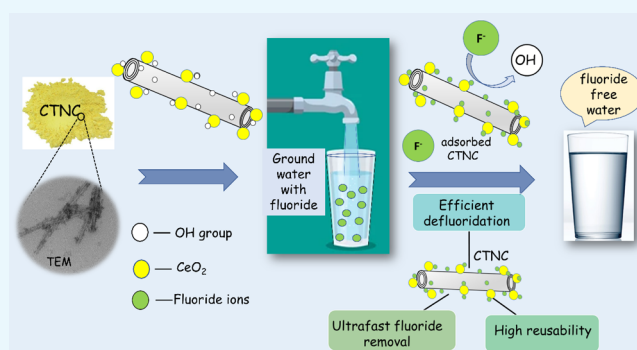 CTNC
TEM
OH group
CeO2
Fluoride ions
Ground
water with
fluoride
F-
OH
F-
adsorbed
CTNC
Efficient
defluoridation
CTNC
Ultrafast fluoride
removal
High reusability
fluoride
free
water